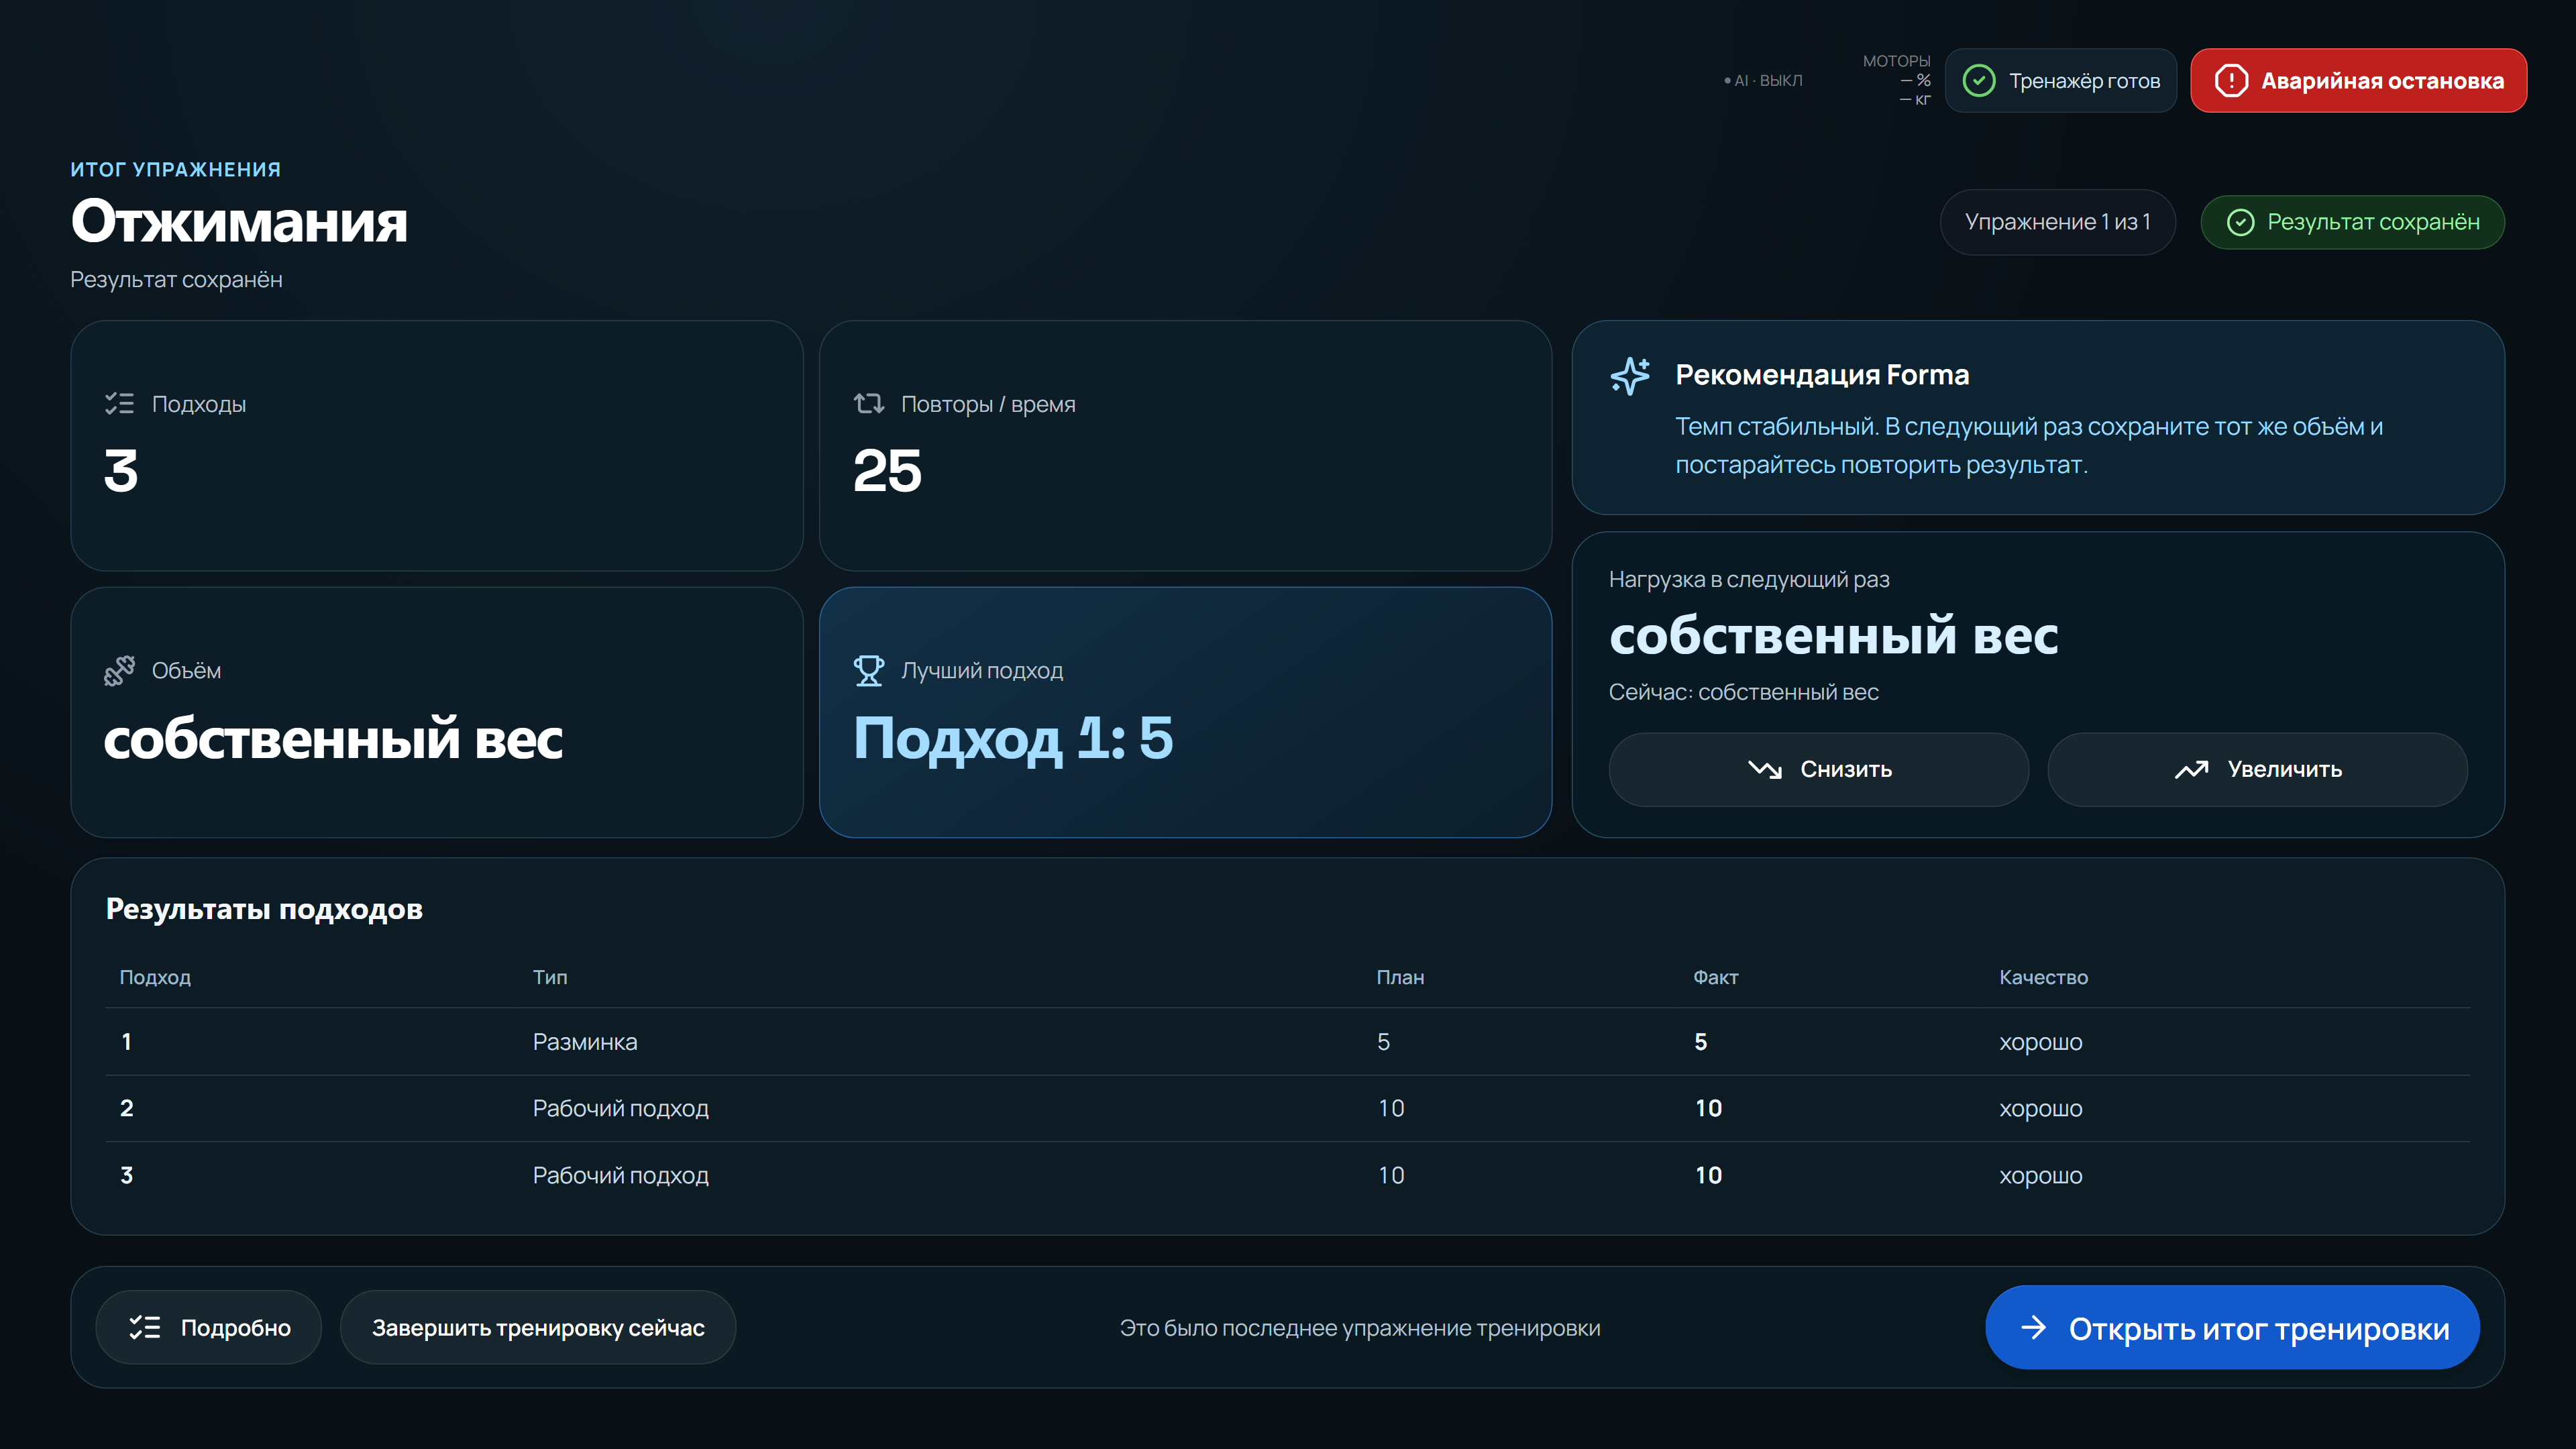 • AI · ВЫКЛ
МОТОРЫ
— %
— кг
Тренажёр готов
Аварийная остановка
ИТОГ УПРАЖНЕНИЯ
Отжимания
Результат сохранён
Упражнение 1 из 1
Результат сохранён
Подходы
3
Повторы / время
25
Объём
собственный вес
Лучший подход
Подход 1: 5
Рекомендация Forma
Темп стабильный. В следующий раз сохраните тот же объём и
постарайтесь повторить результат.
Нагрузка в следующий раз
собственный вес
Сейчас: собственный вес
Снизить
Увеличить
Результаты подходов
Подход Тип План Факт Качество
1 Разминка 5 5 хорошо
2 Рабочий подход 10 10 хорошо
3 Рабочий подход 10 10 хорошо
Подробно
Завершить тренировку сейчас
Это было последнее упражнение тренировки
Открыть итог тренировки